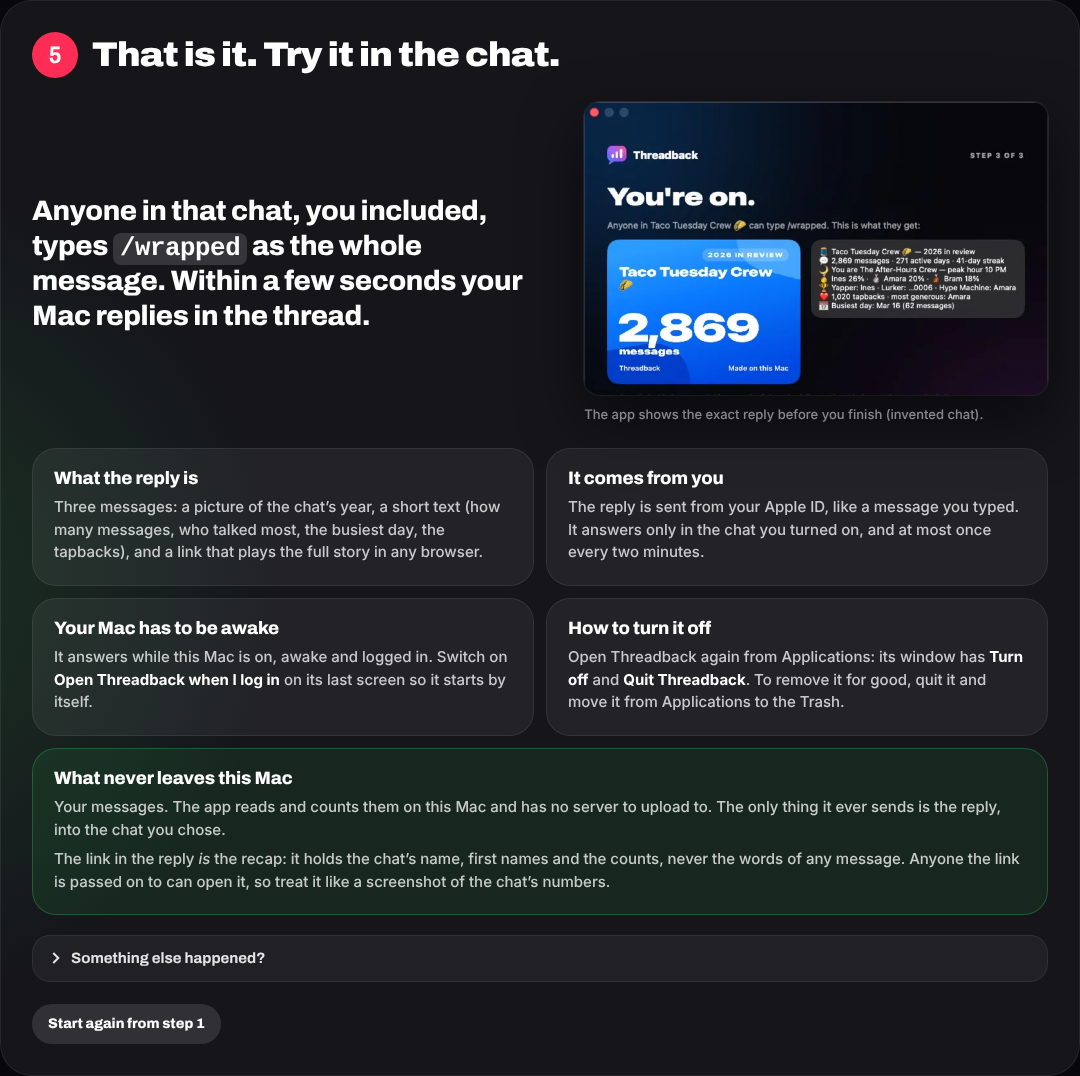 5
That is it. Try it in the chat.
Anyone in that chat, you included,
types /wrapped as the whole
message. Within a few seconds your
Mac replies in the thread.
Threadback
STEP 3 OF 3
You're on.
Anyone in Taco Tuesday Crew 🌮 can type /wrapped. This is what they get:
2026 IN REVIEW
Taco Tuesday Crew
🌮
2,869
messages
Threadback
Made on this Mac
Taco Tuesday Crew 🌮 — 2026 in review
💬 2,869 messages · 271 active days · 41-day streak
🌙 You are The After-Hours Crew — peak hour 10 PM
🥇 Ines 26% · 🥈 Amara 20% · 🥉 Bram 18%
🏆 Yapper: Ines · Lurker: …0006 · Hype Machine: Amara
❤️ 1,020 tapbacks · most generous: Amara
📅 Busiest day: Mar 16 (62 messages)
The app shows the exact reply before you finish (invented chat).
What the reply is
Three messages: a picture of the chat’s year, a short text (how
many messages, who talked most, the busiest day, the
tapbacks), and a link that plays the full story in any browser.
It comes from you
The reply is sent from your Apple ID, like a message you typed.
It answers only in the chat you turned on, and at most once
every two minutes.
Your Mac has to be awake
It answers while this Mac is on, awake and logged in. Switch on
Open Threadback when I log in on its last screen so it starts by
itself.
How to turn it off
Open Threadback again from Applications: its window has Turn
off and Quit Threadback. To remove it for good, quit it and
move it from Applications to the Trash.
What never leaves this Mac
Your messages. The app reads and counts them on this Mac and has no server to upload to. The only thing it ever sends is the reply,
into the chat you chose.
The link in the reply is the recap: it holds the chat’s name, first names and the counts, never the words of any message. Anyone the link
is passed on to can open it, so treat it like a screenshot of the chat’s numbers.
Something else happened?
Start again from step 1